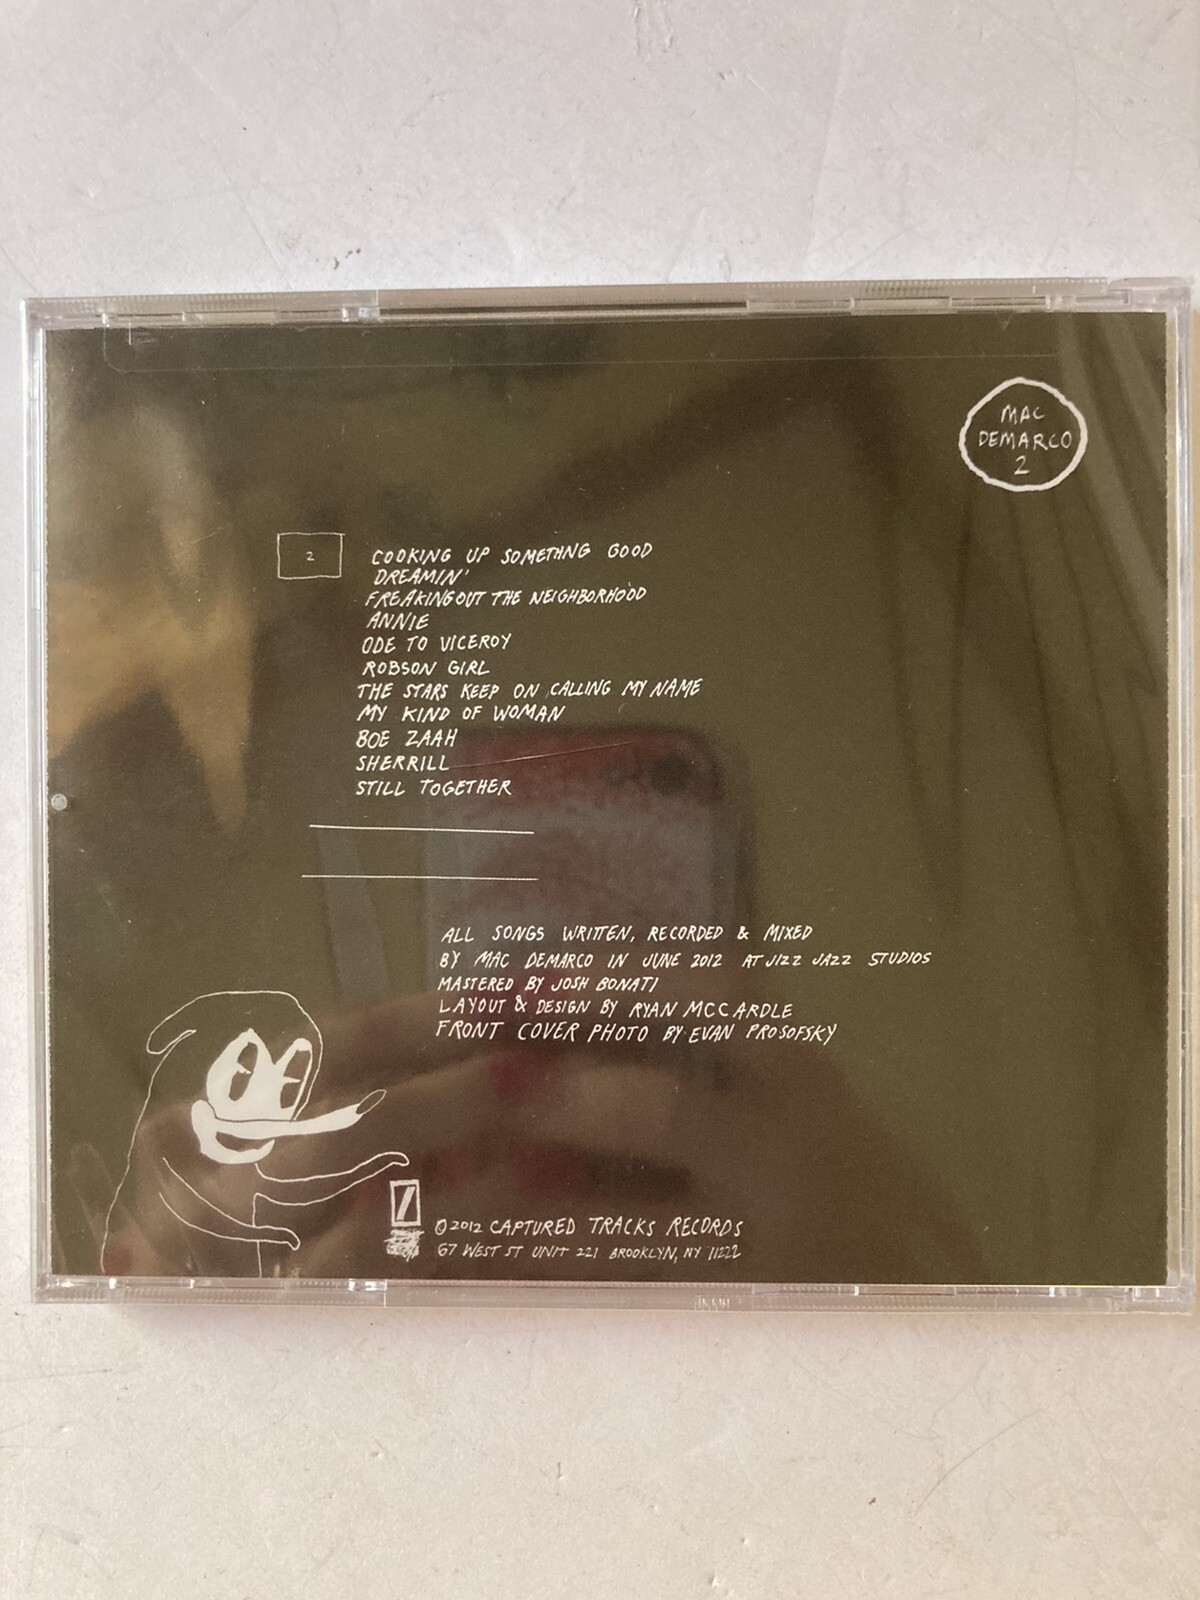 MAC
DEMARCO
2
2
COOKING UP SOMETHNG GOOD
DREAMIN'
FREAKING OUT THE NEIGHBORHOOD
ANNIE
ODE TO VICEROY
ROBSON GIRL
THE STARS KEEP ON CALLING MY NAME
MY KIND OF WOMAN
BOE ZAAH
SHERRILL
STILL TOGETHER
ALL SONGS WRITTEN, RECORDED & MIXED
BY MAC DEMARCO IN JUNE 2012 AT JIZZ JAZZ STUDIOS
MASTERED BY JOSH BONATI
LAYOUT & DESIGN BY RYAN MCCARDLE
FRONT COVER PHOTO BY EVAN PROSOFSKY
©2012 CAPTURED TRACKS RECORDS
67 WEST ST UNIT 221 BROOKLYN, NY 11222